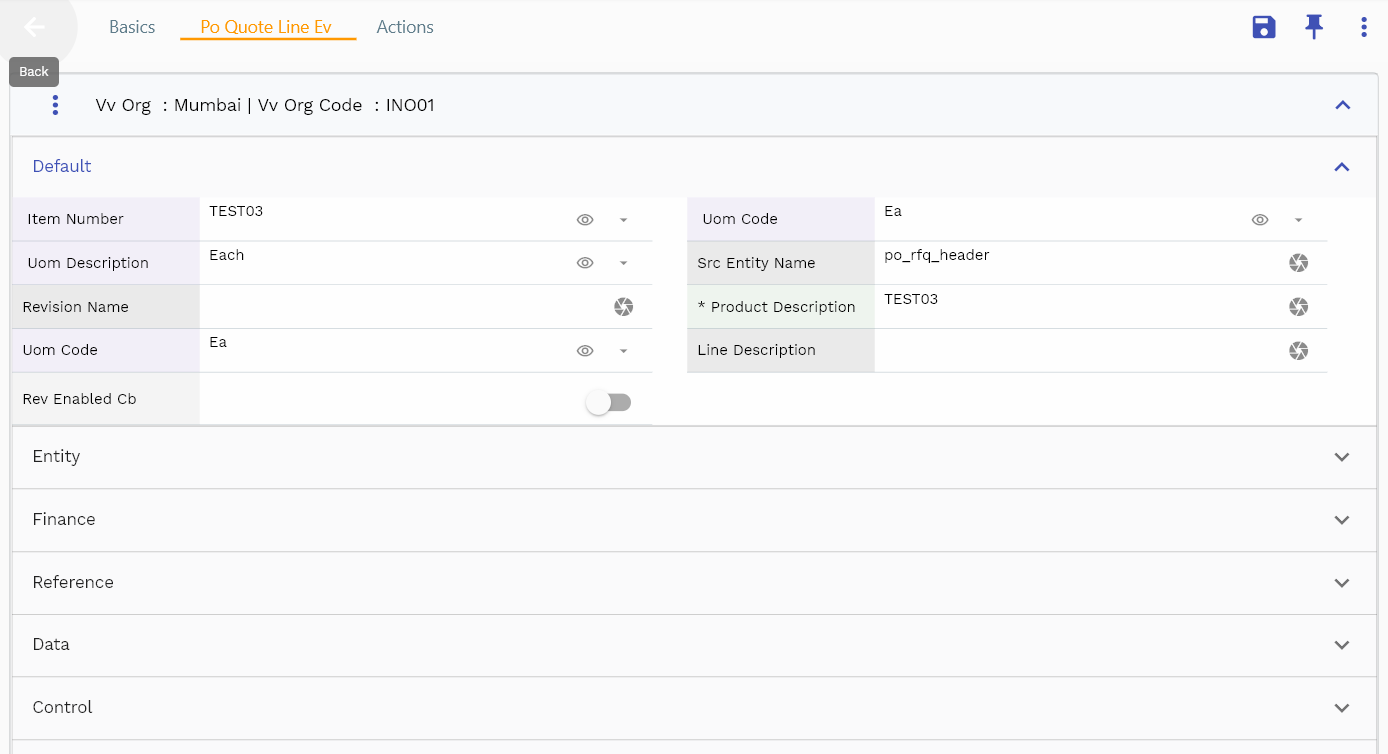 Basics Po Quote Line Ev Actions
Back
Vv Org : Mumbai | Vv Org Code : INO01
Default
Item Number TEST03 Uom Code Ea
Uom Description Each Src Entity Name po_rfq_header
Revision Name * Product Description TEST03
Uom Code Ea Line Description
Rev Enabled Cb
Entity
Finance
Reference
Data
Control